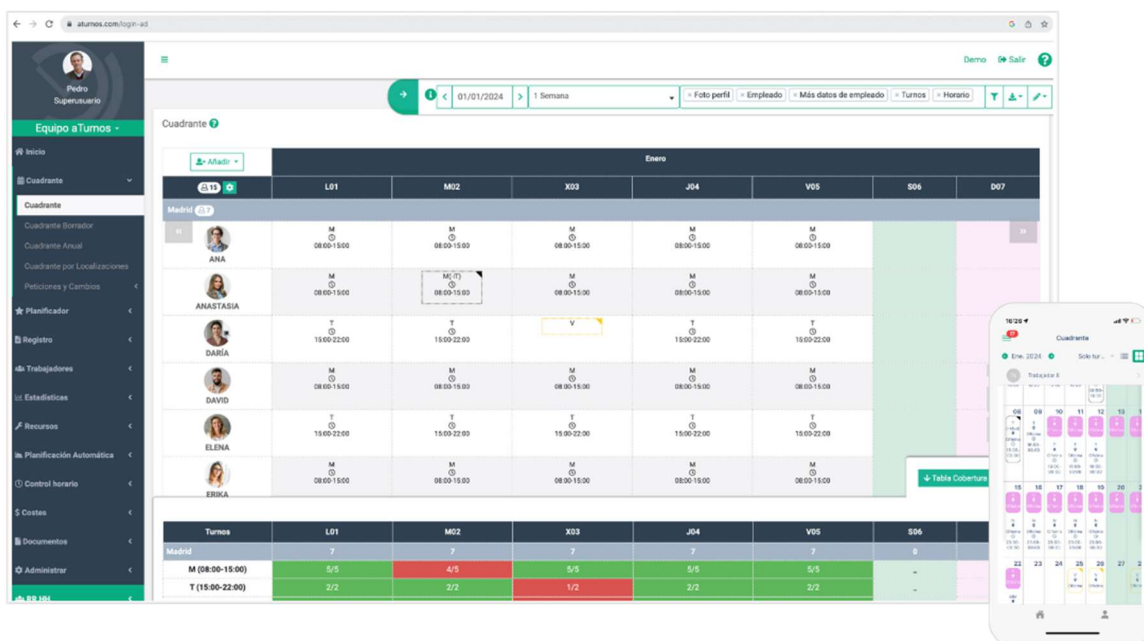 aturnos.com/login-ad
Pedro
Superusuario
Equipo aTurnos
Inicio
Cuadrante
Cuadrante
Cuadrante Borrador
Cuadrante Anual
Cuadrante por Localizaciones
Peticiones y Cambios
Planificador
Registro
Trabajadores
Estadísticas
Recursos
Planificación Automática
Control horario
$ Costes
Documentos
Administrar
RR.HH.
Demo Salir ?
01/01/2024 1 Semana × Foto perfil × Empleado × Más datos de empleado × Turnos × Horario
Cuadrante ?
Añadir Enero
15 L01 M02 X03 J04 V05 S06 D07
Madrid 7
M M M M M
08:00-15:00 08:00-15:00 08:00-15:00 08:00-15:00 08:00-15:00
ANA
M M(-IT) M M M
08:00-15:00 08:00-15:00 08:00-15:00 08:00-15:00 08:00-15:00
ANASTASIA
T T V T T
15:00-22:00 15:00-22:00 15:00-22:00 15:00-22:00
DARÍA
M M M M M
08:00-15:00 08:00-15:00 08:00-15:00 08:00-15:00 08:00-15:00
DAVID
T T T T T
15:00-22:00 15:00-22:00 15:00-22:00 15:00-22:00 15:00-22:00
ELENA
M M M M M
08:00-15:00 08:00-15:00 08:00-15:00 08:00-15:00 08:00-15:00
ERIKA
Tabla Cobertura
Turnos L01 M02 X03 J04 V05 S06
Madrid 7 7 7 7 7 0
M (08:00-15:00) 5/5 4/5 5/5 5/5 5/5 -
T (15:00-22:00) 2/2 2/2 1/2 2/2 2/2 -
16:26
Cuadrante
Ene. 2024 Solo tur...
Trabajador 6
08 09 10 11 12 13
15 16 17 18 19 20
22 23 24 25 26 27